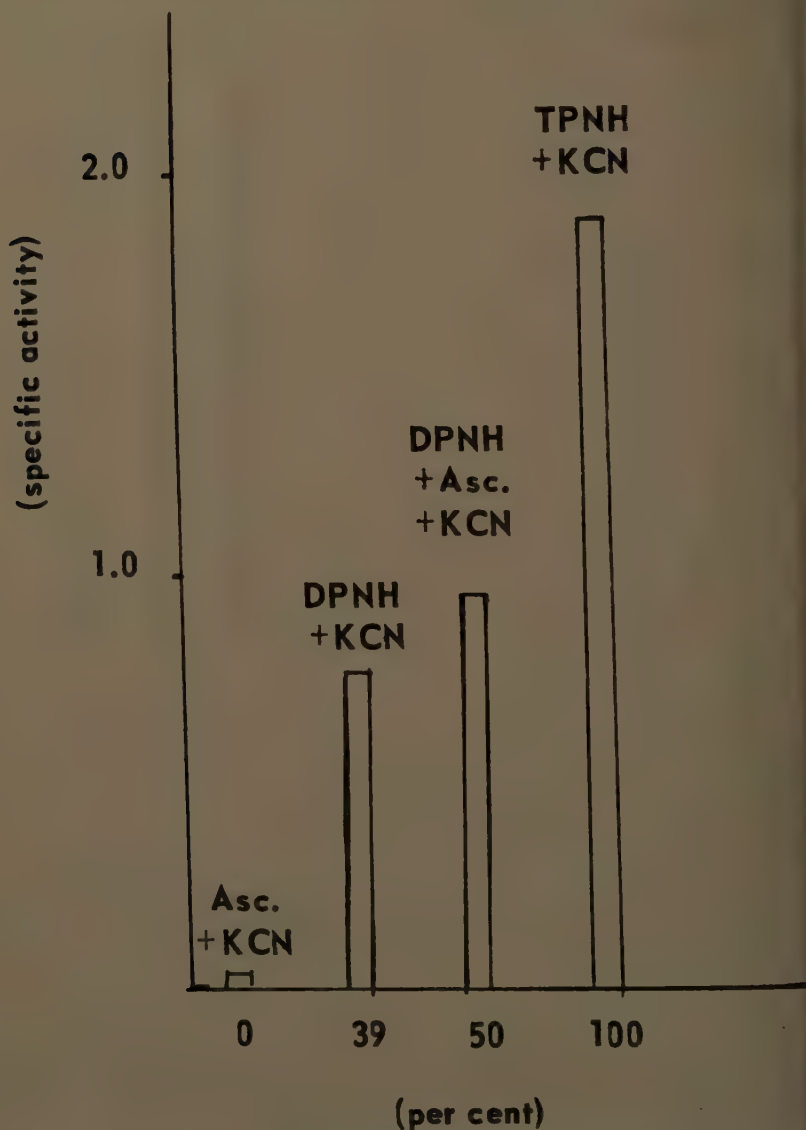 TPNH
+KCN
2.0
(specific activity)
DPNH
+Asc.
+KCN
1.0
DPNH
+KCN
Asc.
+KCN
0 39 50 100
(per cent)